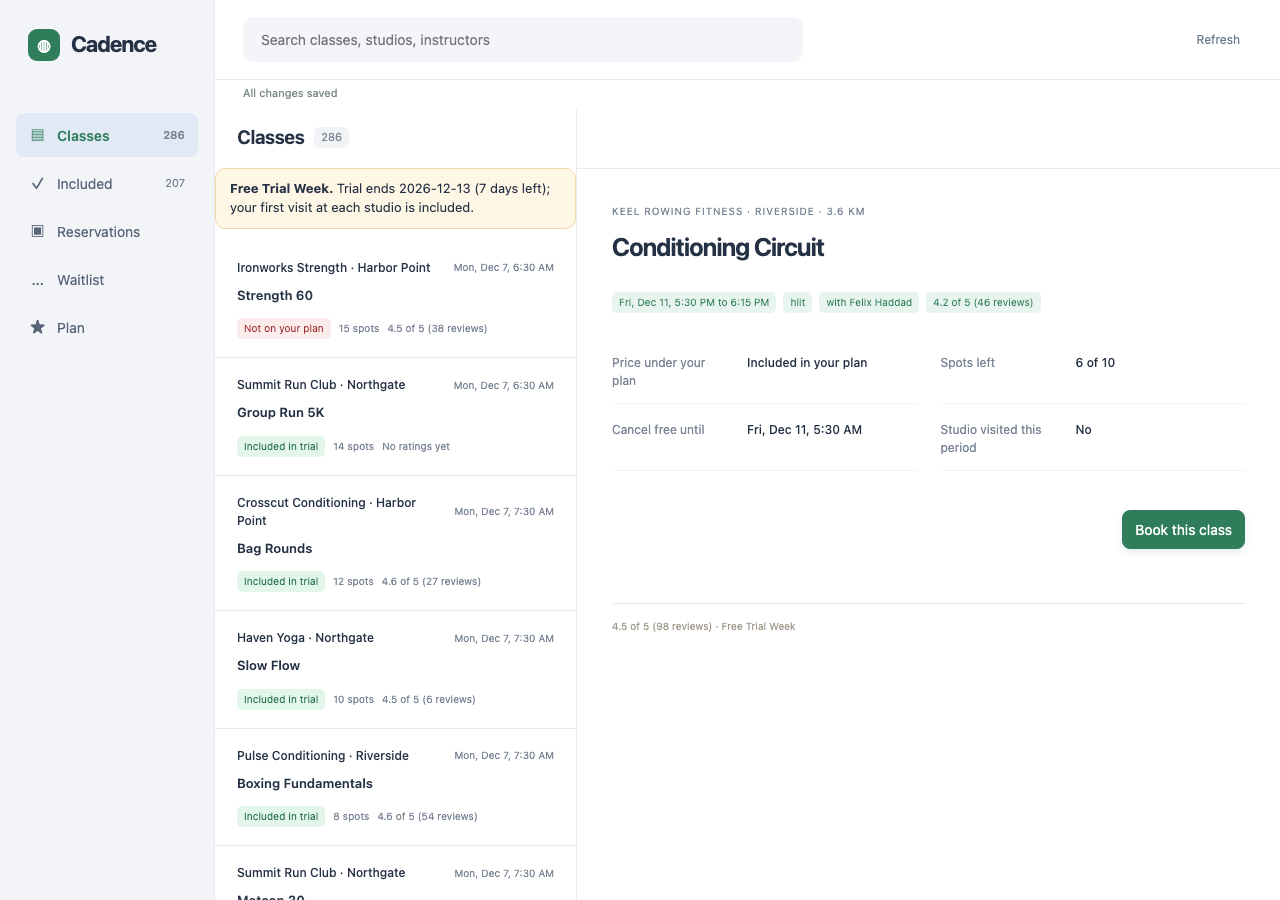 Cadence
Classes 286
Included 207
Reservations
Waitlist
Plan
Search classes, studios, instructors
Refresh
All changes saved
Classes 286
Free Trial Week. Trial ends 2026-12-13 (7 days left);
your first visit at each studio is included.
Ironworks Strength · Harbor Point Mon, Dec 7, 6:30 AM
Strength 60
Not on your plan 15 spots 4.5 of 5 (38 reviews)
Summit Run Club · Northgate Mon, Dec 7, 6:30 AM
Group Run 5K
Included in trial 14 spots No ratings yet
Crosscut Conditioning · Harbor
Point
Mon, Dec 7, 7:30 AM
Bag Rounds
Included in trial 12 spots 4.6 of 5 (27 reviews)
Haven Yoga · Northgate Mon, Dec 7, 7:30 AM
Slow Flow
Included in trial 10 spots 4.5 of 5 (6 reviews)
Pulse Conditioning · Riverside Mon, Dec 7, 7:30 AM
Boxing Fundamentals
Included in trial 8 spots 4.6 of 5 (54 reviews)
Summit Run Club · Northgate Mon, Dec 7, 7:30 AM
Metcon 30
KEEL ROWING FITNESS · RIVERSIDE · 3.6 KM
Conditioning Circuit
Fri, Dec 11, 5:30 PM to 6:15 PM hiit with Felix Haddad 4.2 of 5 (46 reviews)
Price under your
plan
Included in your plan
Spots left 6 of 10
Cancel free until Fri, Dec 11, 5:30 AM
Studio visited this
period
No
Book this class
4.5 of 5 (98 reviews) · Free Trial Week